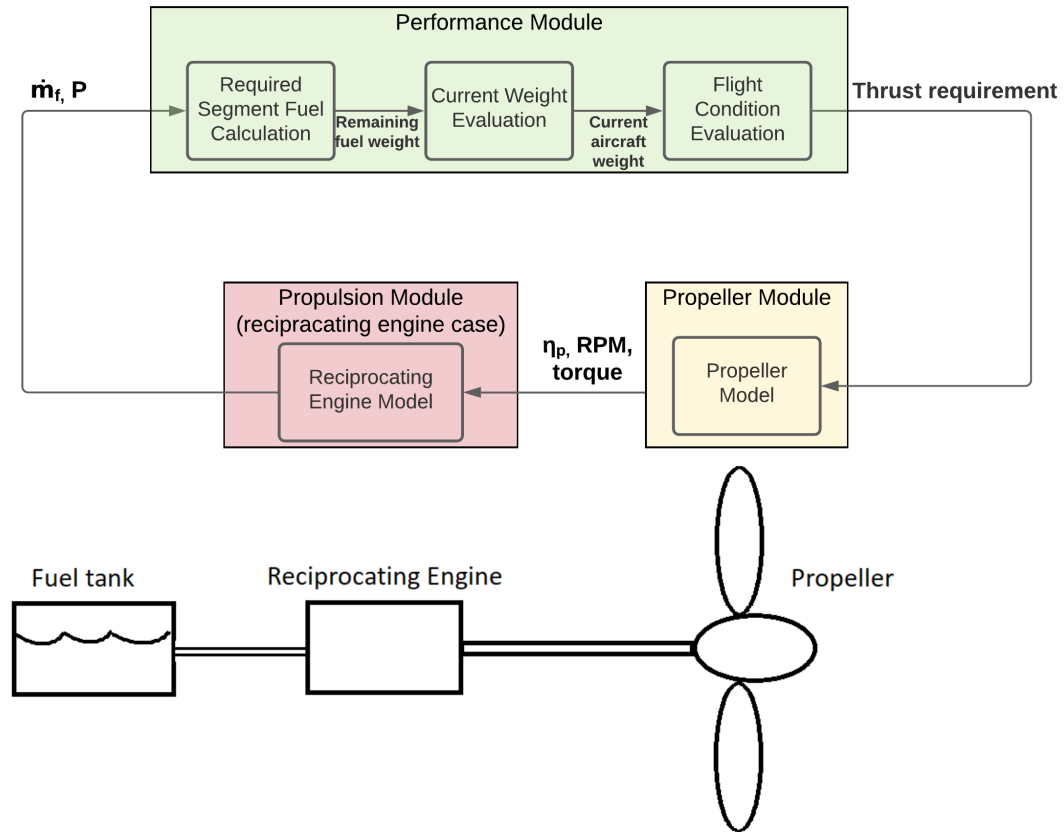 Performance Module
ṁf, P
Required
Segment Fuel
Calculation
Remaining
fuel weight
Current Weight
Evaluation
Current
aircraft
weight
Flight
Condition
Evaluation
Thrust requirement
Propulsion Module
(recipracating engine case)
Reciprocating
Engine Model
ηp, RPM,
torque
Propeller Module
Propeller
Model
Fuel tank
Reciprocating Engine
Propeller